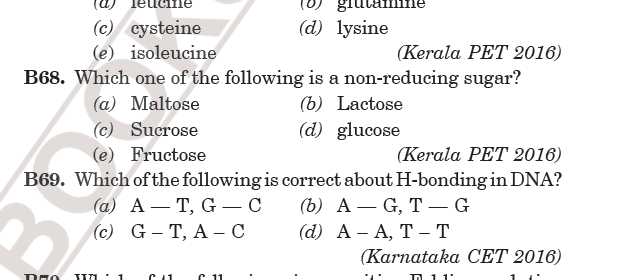 (a) leucine (b) glutamine
(c) cysteine (d) lysine
(e) isoleucine (Kerala PET 2016)
B68. Which one of the following is a non-reducing sugar?
(a) Maltose (b) Lactose
(c) Sucrose (d) glucose
(e) Fructose (Kerala PET 2016)
B69. Which of the following is correct about H-bonding in DNA?
(a) A — T, G — C (b) A — G, T — G
(c) G – T, A – C (d) A – A, T – T
(Karnataka CET 2016)